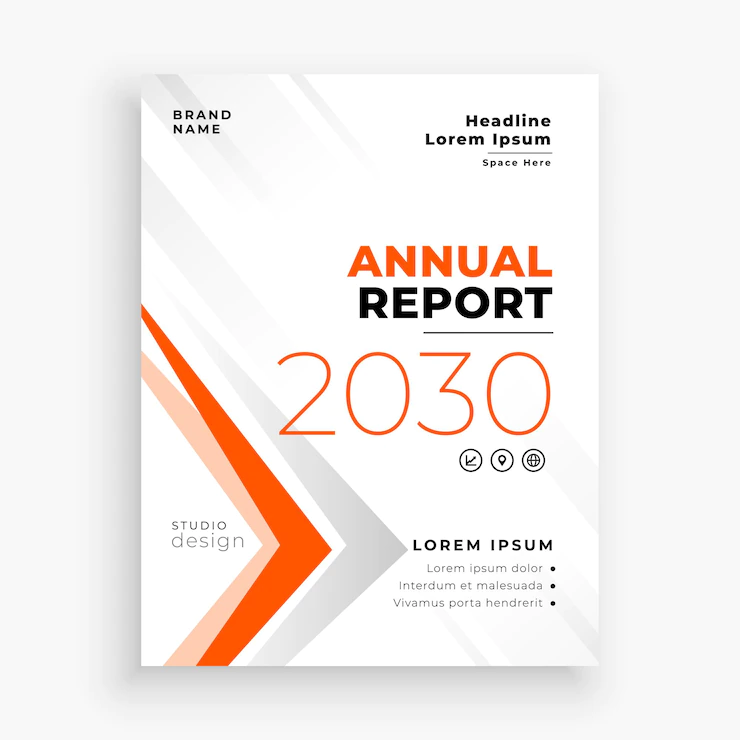 BRAND
NAME
Headline
Lorem Ipsum
Space Here
ANNUAL
REPORT
2030
STUDIO
design
LOREM IPSUM
Lorem ipsum dolor
Interdum et malesuada
Vivamus porta hendrerit